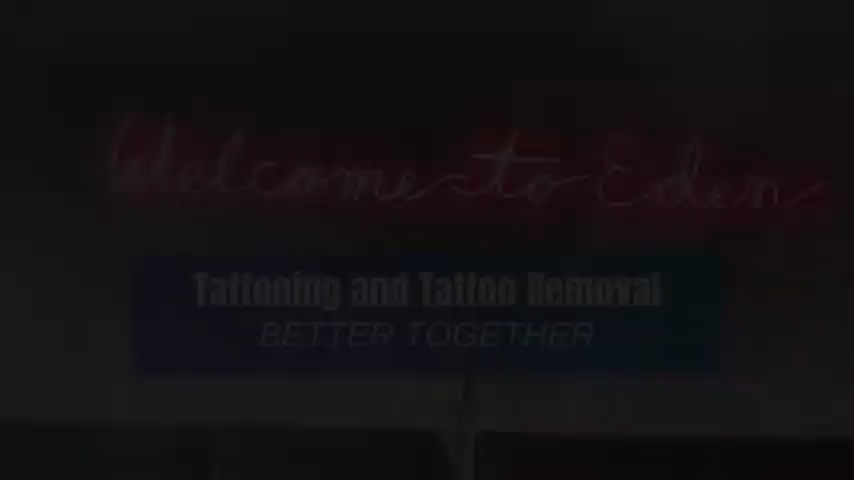 Welcome to Eden
Tattooing and Tattoo Removal
BETTER TOGETHER